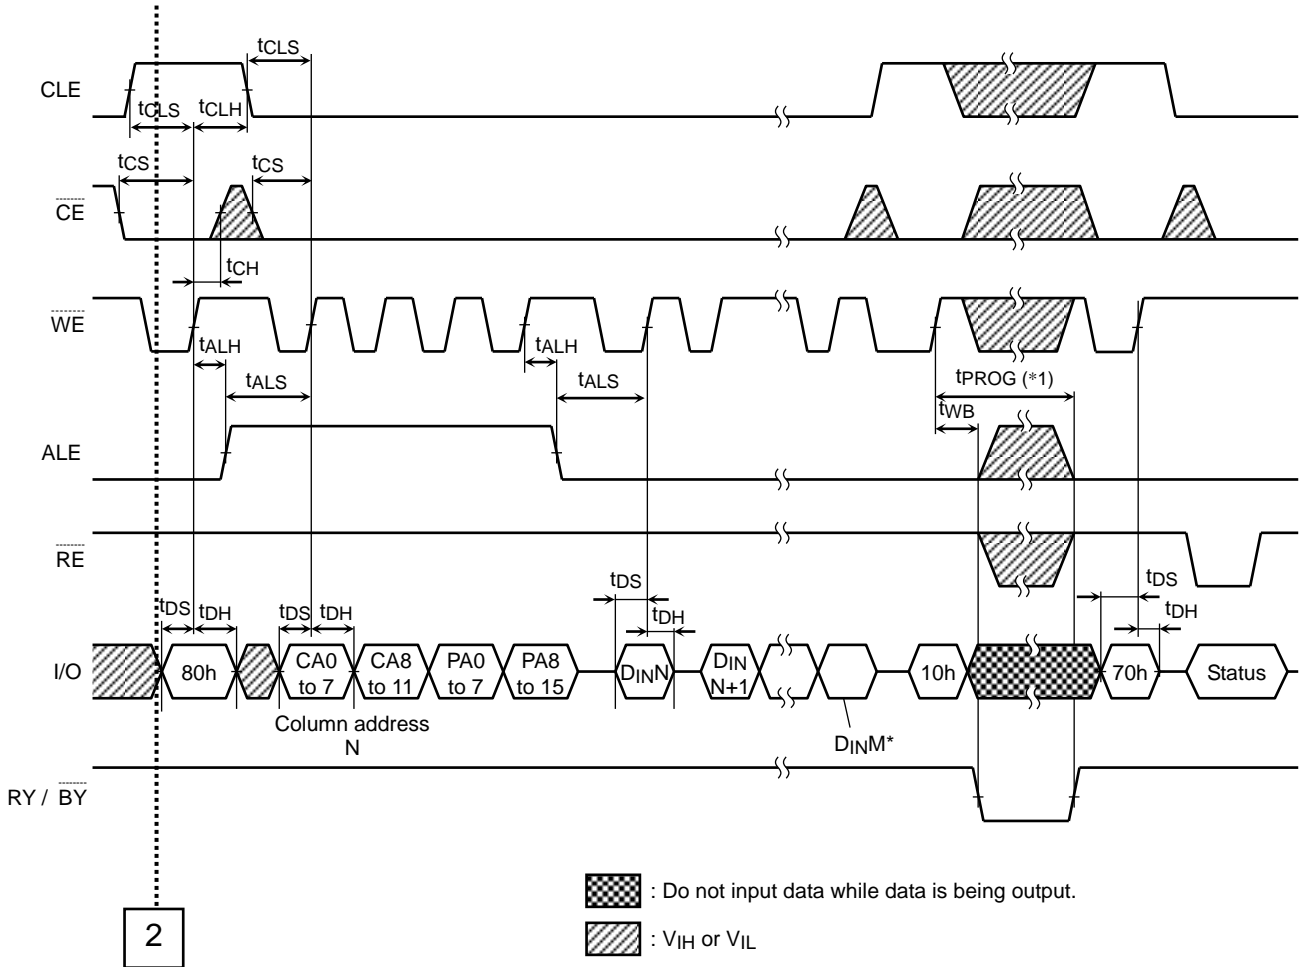 tCLS
CLE
tCLS tCLH
tCS tCS
CE
tCH
WE
tALH tALH
tALS tALS tPROG (*1)
tWB
ALE
RE
tDS tDS
tDS tDH tDS tDH tDH tDH
I/O 80h CA0 to 7 CA8 to 11 PA0 to 7 PA8 to 15 DINN DIN N+1 10h 70h Status
Column address
N
DINM*
RY / BY
: Do not input data while data is being output.
2
: VIH or VIL